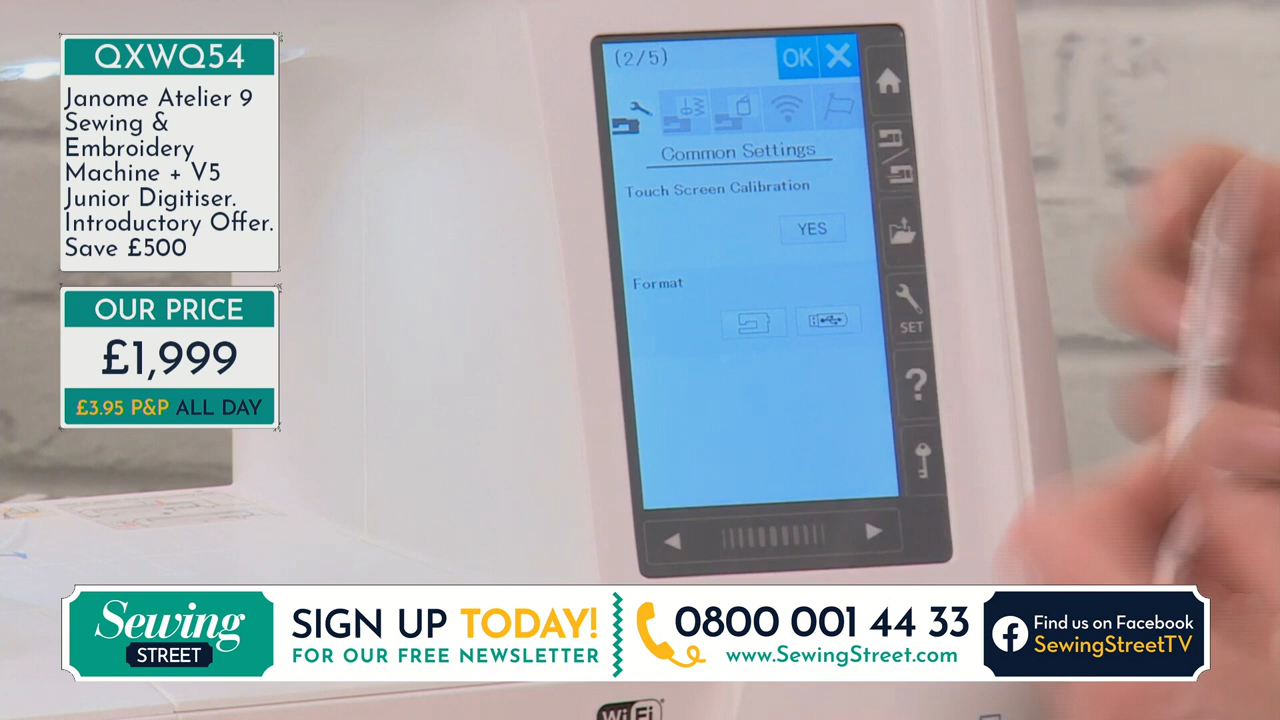 QXWQ54
Janome Atelier 9
Sewing &
Embroidery
Machine + V5
Junior Digitiser.
Introductory Offer.
Save £500
OUR PRICE
£1,999
£3.95 P&P ALL DAY
(2/5)
OK
Common Settings
Touch Screen Calibration
YES
Format
SET
?
Sewing
STREET
SIGN UP TODAY!
FOR OUR FREE NEWSLETTER
0800 001 44 33
www.SewingStreet.com
Find us on Facebook
SewingStreetTV
WiFi